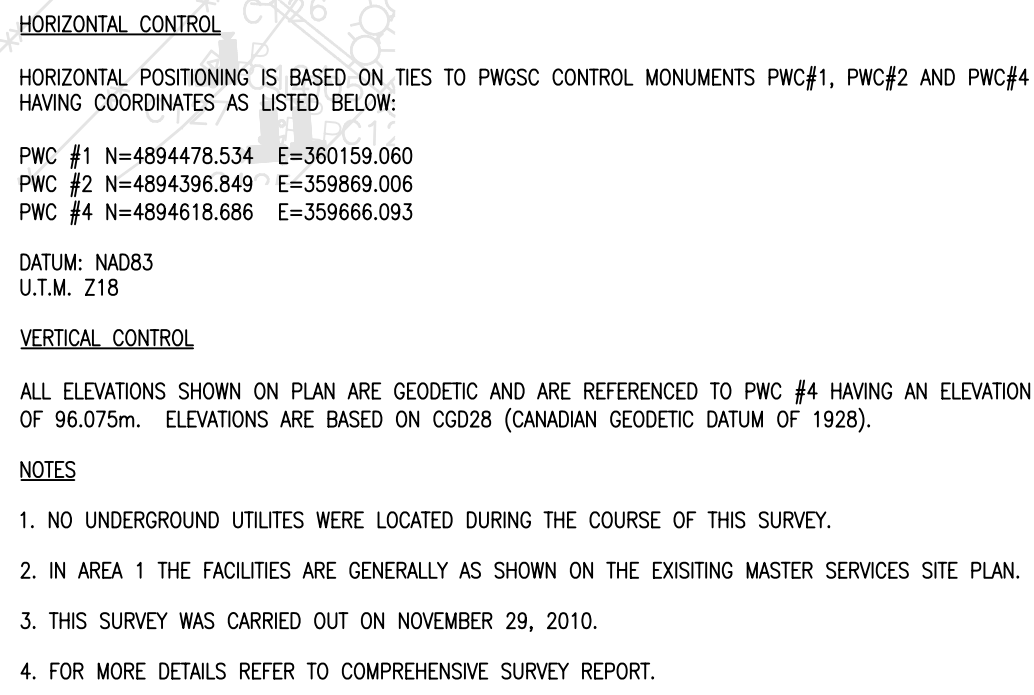 C126
HORIZONTAL CONTROL
HORIZONTAL POSITIONING IS BASED ON TIES TO PWGSC CONTROL MONUMENTS PWC#1, PWC#2 AND PWC#4
HAVING COORDINATES AS LISTED BELOW:
C127
PWC #1 N=4894478.534 E=360159.060
PWC #2 N=4894396.849 E=359869.006
PWC #4 N=4894618.686 E=359666.093
DATUM: NAD83
U.T.M. Z18
VERTICAL CONTROL
ALL ELEVATIONS SHOWN ON PLAN ARE GEODETIC AND ARE REFERENCED TO PWC #4 HAVING AN ELEVATION
OF 96.075m. ELEVATIONS ARE BASED ON CGD28 (CANADIAN GEODETIC DATUM OF 1928).
NOTES
1. NO UNDERGROUND UTILITES WERE LOCATED DURING THE COURSE OF THIS SURVEY.
2. IN AREA 1 THE FACILITIES ARE GENERALLY AS SHOWN ON THE EXISITING MASTER SERVICES SITE PLAN.
3. THIS SURVEY WAS CARRIED OUT ON NOVEMBER 29, 2010.
4. FOR MORE DETAILS REFER TO COMPREHENSIVE SURVEY REPORT.